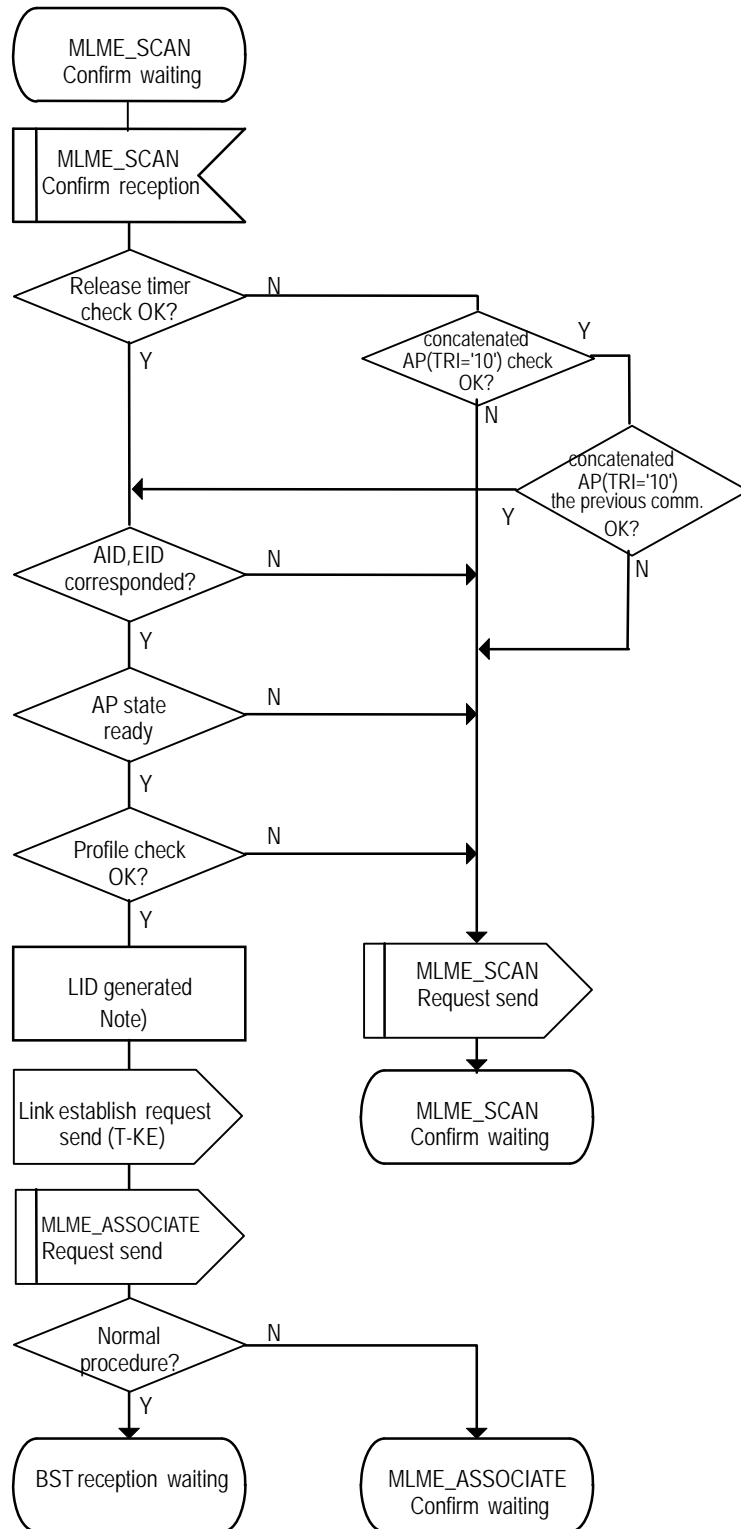 MLME_SCAN
Confirm waiting
MLME_SCAN
Confirm reception
Release timer
check OK?
N
Y
concatenated
AP(TRI='10') check
OK?
Y
N
concatenated
AP(TRI='10')
the previous comm.
OK?
Y
N
AID,EID
corresponded?
N
Y
AP state
ready
N
Y
Profile check
OK?
N
Y
LID generated
Note)
MLME_SCAN
Request send
Link establish request
send (T-KE)
MLME_SCAN
Confirm waiting
MLME_ASSOCIATE
Request send
Normal
procedure?
N
Y
BST reception waiting
MLME_ASSOCIATE
Confirm waiting